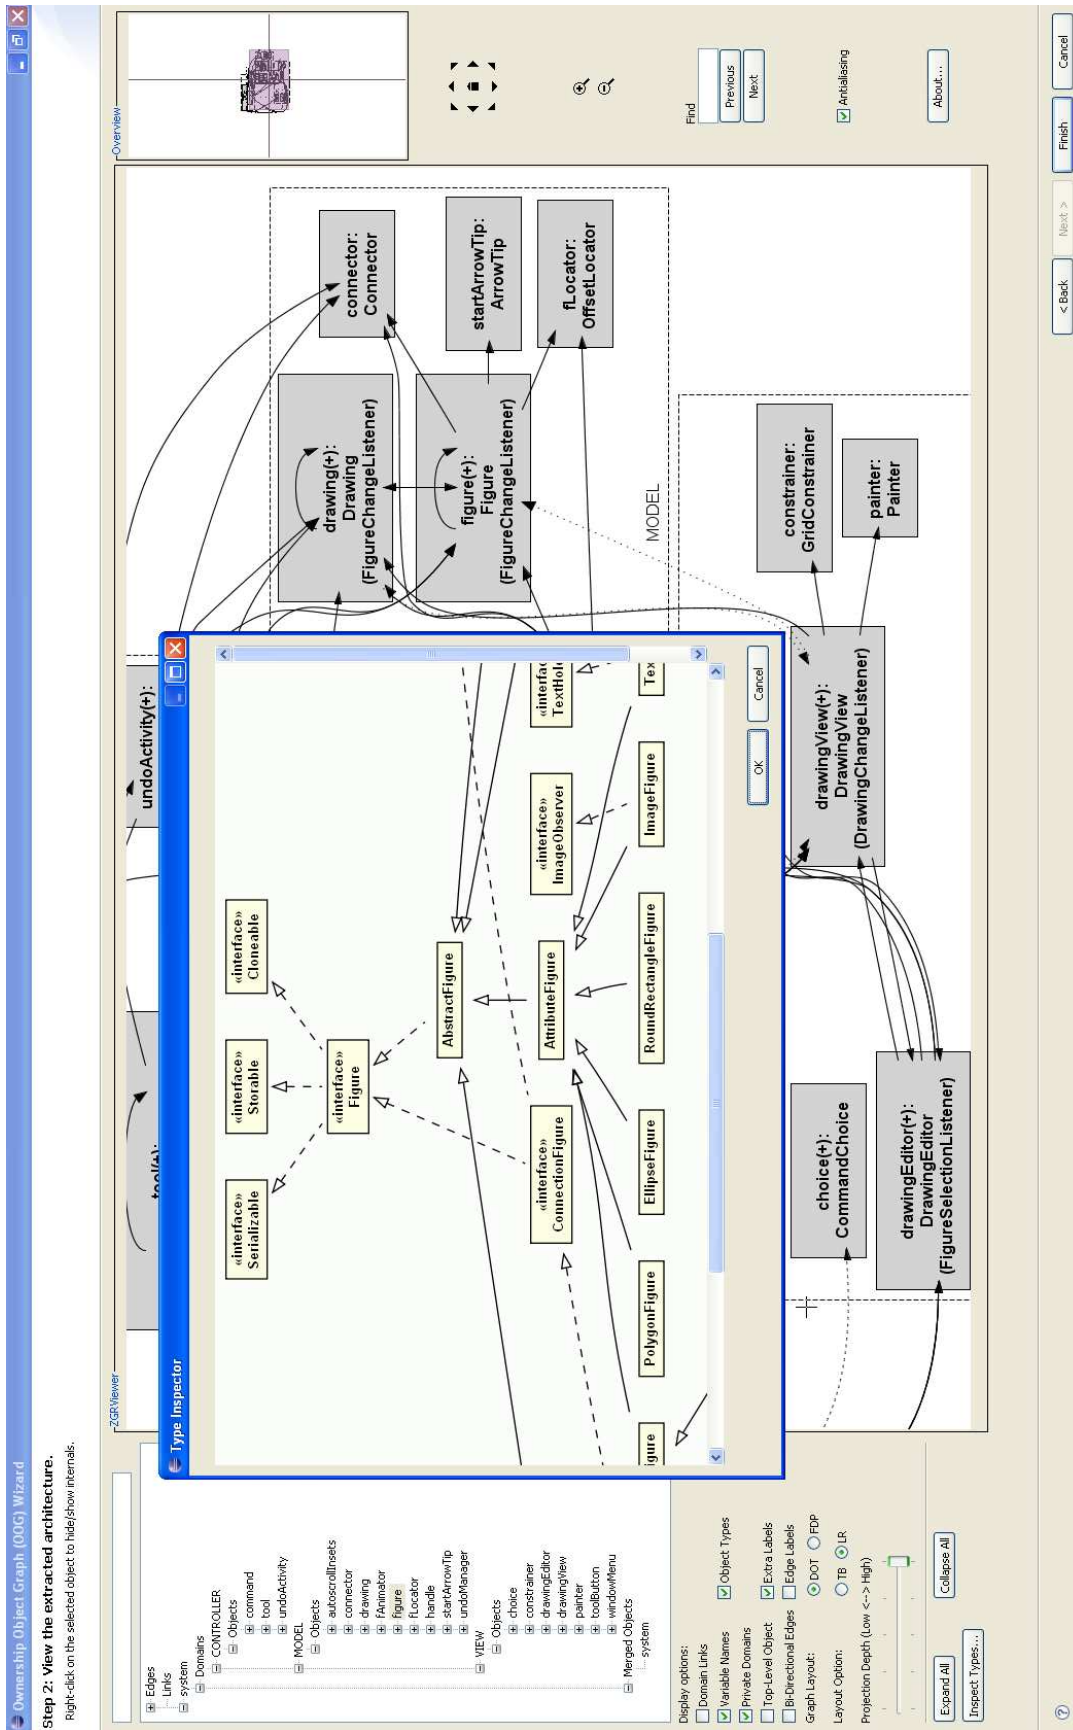 Ownership Object Graph (OOG) Wizard
Step 2: View the extracted architecture.
Right-click on the selected object to hide/show internals.
Edges
Links
system
Domains
CONTROLLER
Objects
command
tool
undoActivity
MODEL
Objects
autoscrollInsets
connector
drawing
fAnimator
figure
fLocator
handle
startArrowTip
undoManager
VIEW
Objects
choice
constrainer
drawingEditor
drawingView
painter
toolButton
windowMenu
Merged Objects
system
Display options:
Domain Links
Variable Names
Object Types
Private Domains
Top-Level Object
Extra Labels
Bi-Directional Edges
Edge Labels
Graph Layout:
DOT
FDP
Layout Option:
TB
LR
Projection Depth (Low <--> High)
Expand All
Collapse All
Inspect Types...
ZGRViewer
tool(+):
undoActivity(+):
drawing(+):
Drawing
(FigureChangeListener)
figure(+):
Figure
(FigureChangeListener)
connector:
Connector
startArrowTip:
ArrowTip
fLocator:
OffsetLocator
MODEL
choice(+):
CommandChoice
drawingEditor(+):
DrawingEditor
(FigureSelectionListener)
drawingView(+):
DrawingView
(DrawingChangeListener)
constrainer:
GridConstrainer
painter:
Painter
Type Inspector
«interface»
Serializable
«interface»
Storable
«interface»
Cloneable
«interface»
Figure
AbstractFigure
«interface»
ConnectionFigure
AttributeFigure
«interface»
ImageObserver
«interface»
TextHol
igure
PolygonFigure
EllipseFigure
RoundRectangleFigure
ImageFigure
Tex
OK
Cancel
Overview
Find
Previous
Next
Antialiasing
About...
< Back
Next >
Finish
Cancel